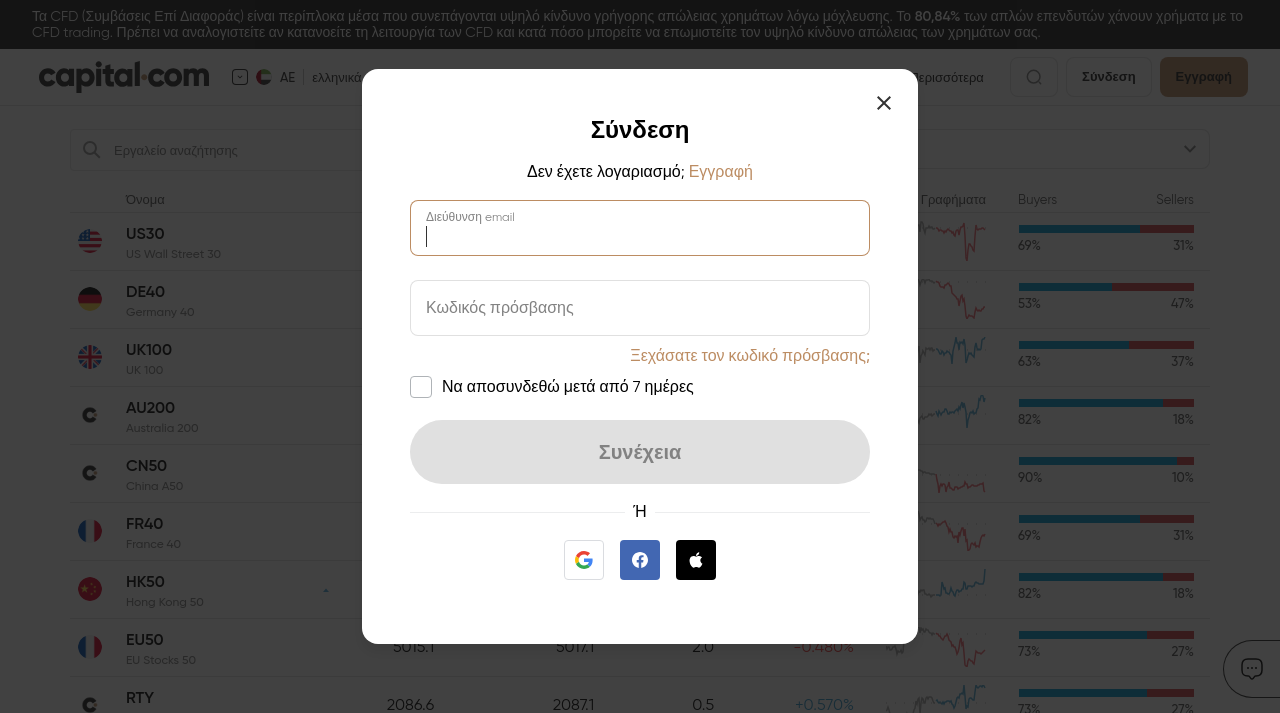 Τα CFD (Συμβάσεις Επί Διαφοράς) είναι περίπλοκα μέσα που συνεπάγονται υψηλό κίνδυνο γρήγορης απώλειας χρημάτων λόγω μόχλευσης. Το 80,84% των απλών επενδυτών χάνουν χρήματα με το
CFD trading. Πρέπει να αναλογιστείτε αν κατανοείτε τη λειτουργία των CFD και κατά πόσο μπορείτε να επωμιστείτε τον υψηλό κίνδυνο απώλειας των χρημάτων σας.
capital.com AE ελληνικά Περισσότερα Σύνδεση Εγγραφή
Εργαλείο αναζήτησης
Σύνδεση
Δεν έχετε λογαριασμό; Εγγραφή
Διεύθυνση email
Κωδικός πρόσβασης
Ξεχάσατε τον κωδικό πρόσβασης;
Να αποσυνδεθώ μετά από 7 ημέρες
Συνέχεια
Ή
Όνομα Γραφήματα Buyers Sellers
US30
US Wall Street 30 69% 31%
DE40
Germany 40 53% 47%
UK100
UK 100 63% 37%
AU200
Australia 200 82% 18%
CN50
China A50 90% 10%
FR40
France 40 69% 31%
HK50
Hong Kong 50 82% 18%
EU50
EU Stocks 50 5015.1 5017.1 2.0 -0.480% 73% 27%
RTY 2086.6 2087.1 0.5 +0.570% 73% 27%